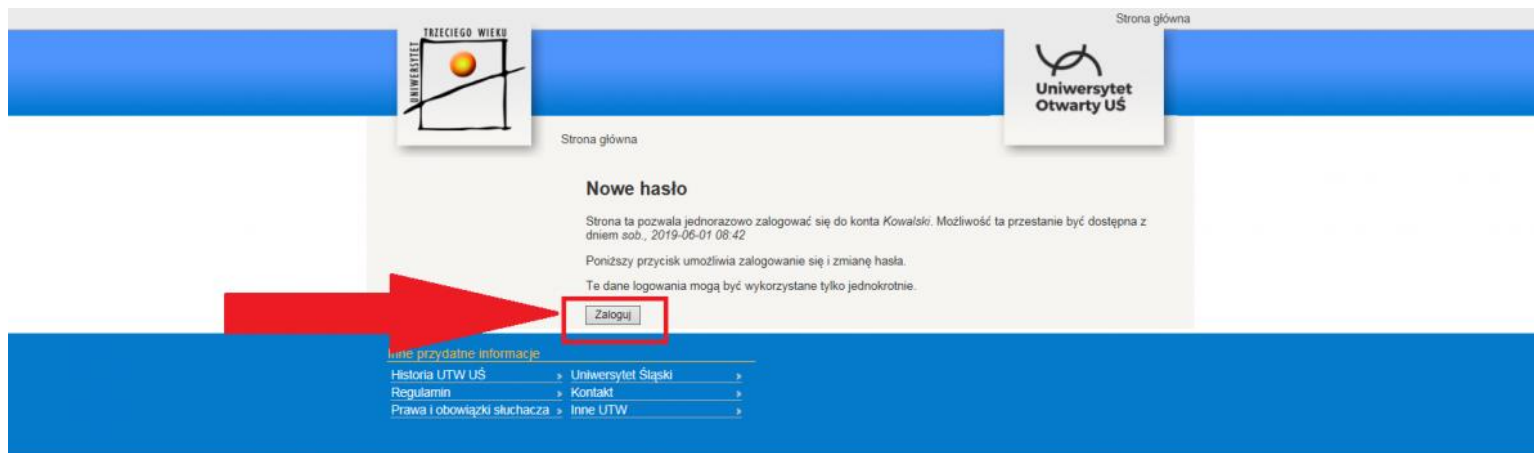 Strona główna
TRZECIEGO WIEKU
UNIWERSYTET
Uniwersytet
Otwarty UŚ
Strona główna
Nowe hasło
Strona ta pozwala jednorazowo zalogować się do konta Kowalski. Możliwość ta przestanie być dostępna z
dniem sob., 2019-06-01 08:42
Poniższy przycisk umożliwia zalogowanie się i zmianę hasła.
Te dane logowania mogą być wykorzystane tylko jednokrotnie.
Zaloguj
Inne przydatne informacje
Historia UTW UŚ » Uniwersytet Śląski »
Regulamin » Kontakt »
Prawa i obowiązki słuchacza » Inne UTW »